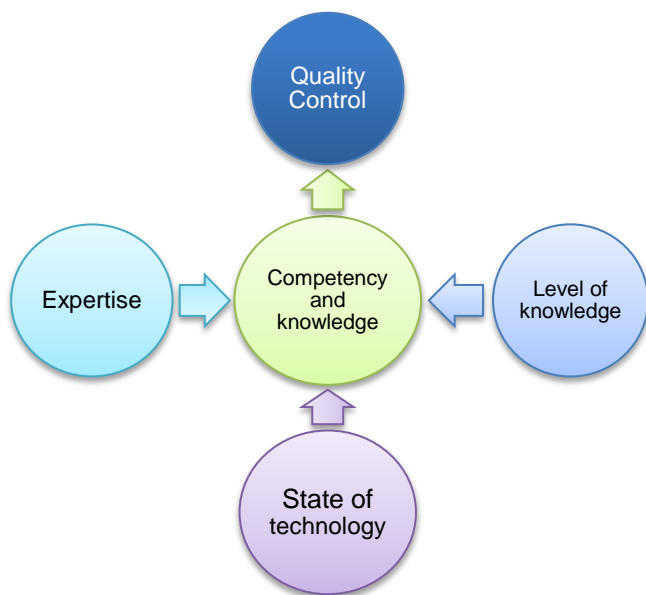 Quality
Control
Expertise
Competency
and
knowledge
Level of
knowledge
State of
technology